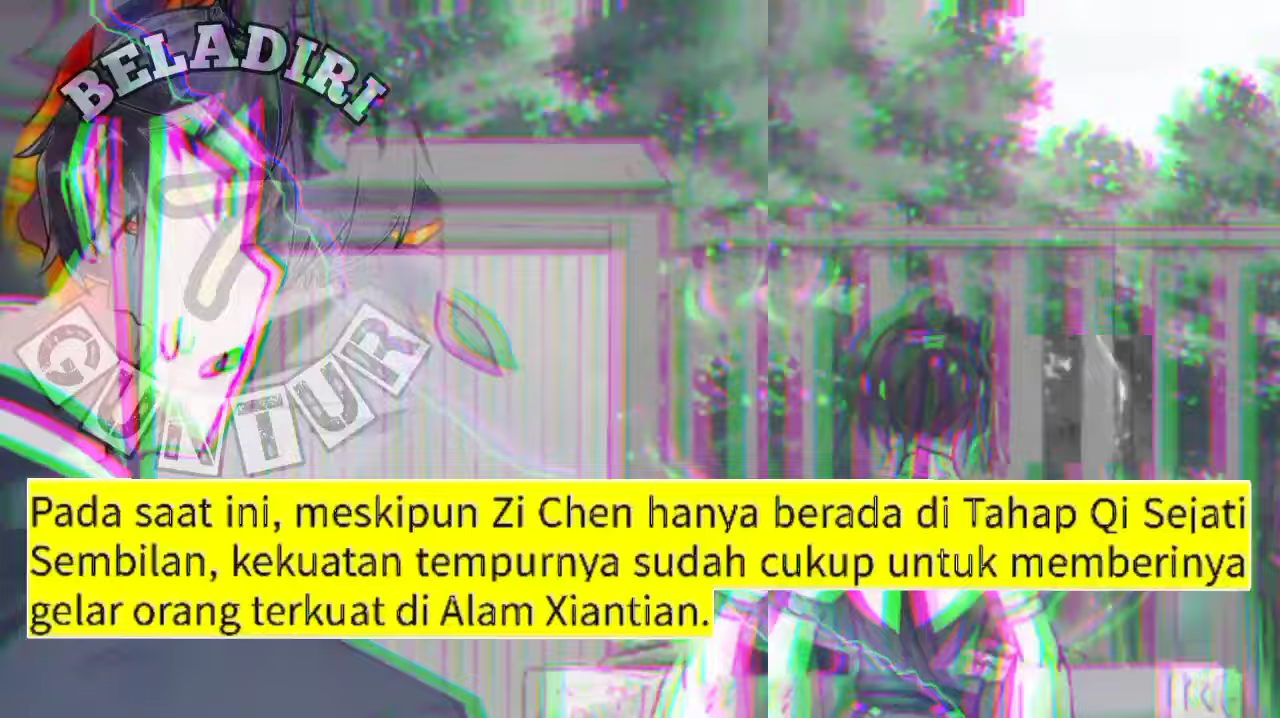 BELADIRI
QULTUR
Pada saat ini, meskipun Zi Chen hanya berada di Tahap Qi Sejati
Sembilan, kekuatan tempurnya sudah cukup untuk memberinya
gelar orang terkuat di Alam Xiantian.